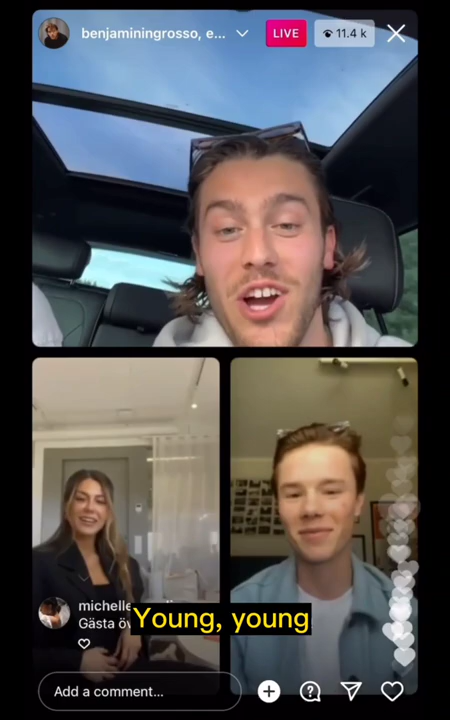 benjaminingrosso, e...
LIVE
11.4 k
michelle
Gästa öv
Young, young
Add a comment...